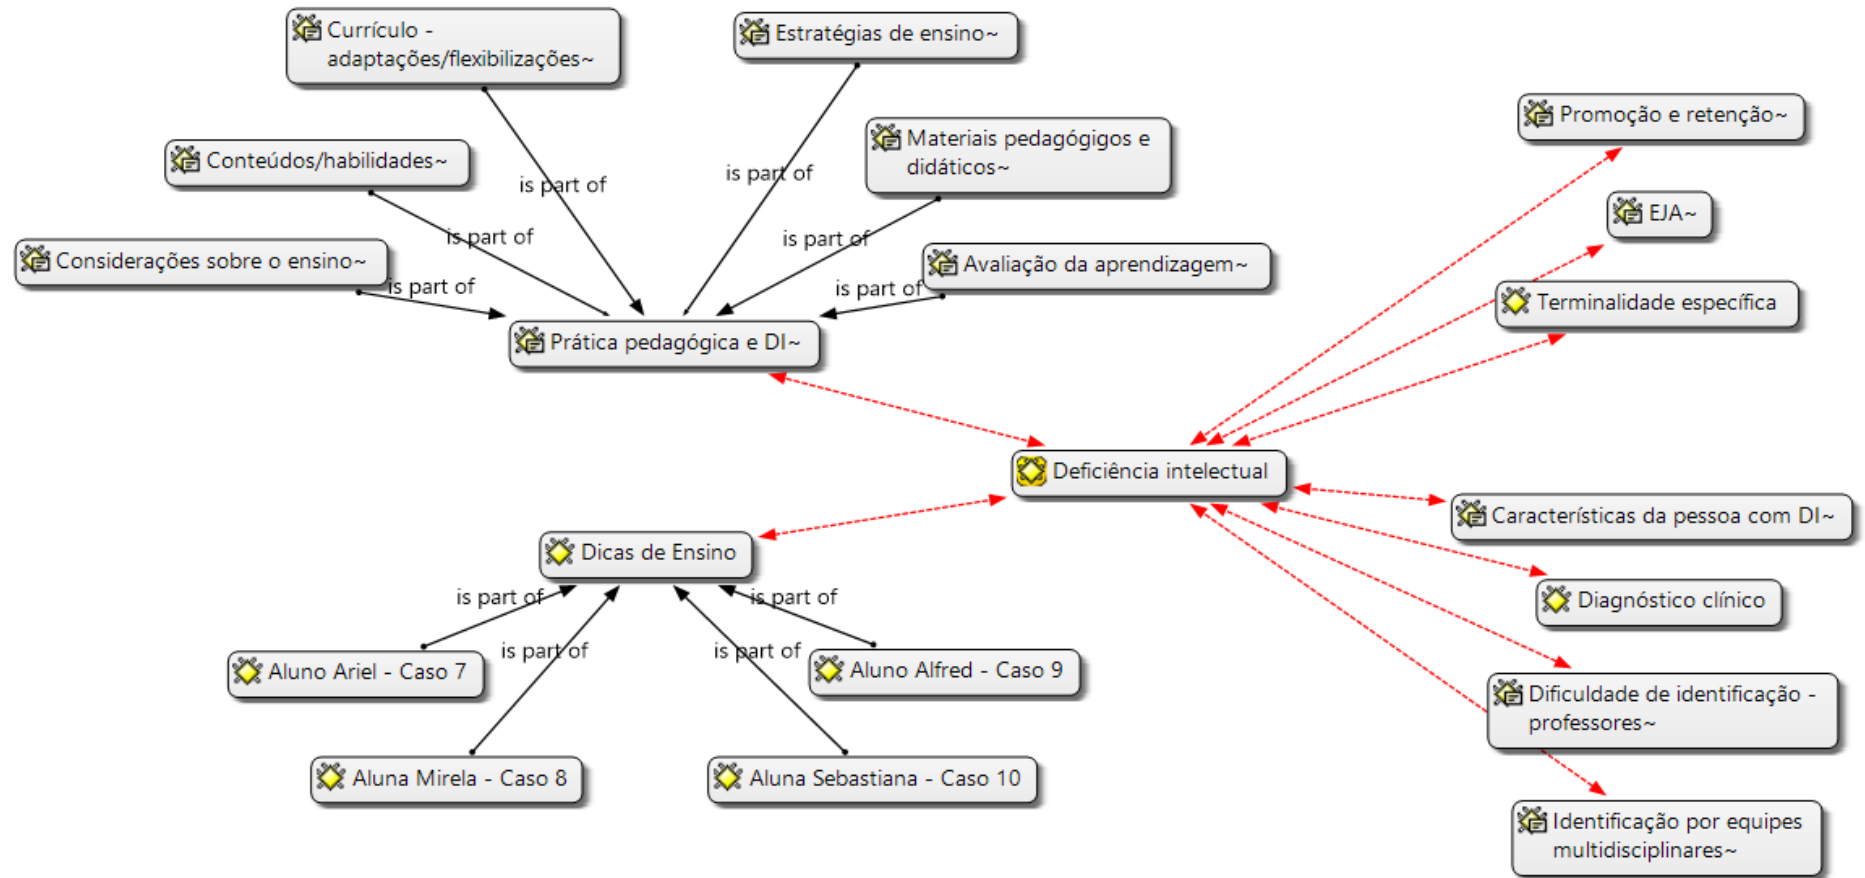 Currículo -
adaptações/flexibilizações~
Estratégias de ensino~
Promoção e retenção~
Materiais pedagógigos e
didáticos~
Conteúdos/habilidades~
is part of
is part of
EJA~
is part of
is part of
Considerações sobre o ensino~
Avaliação da aprendizagem~
is part of
is part of
Terminalidade específica
Prática pedagógica e DI~
Deficiência intelectual
Características da pessoa com DI~
Dicas de Ensino
is part of
is part of
Diagnóstico clínico
is part of
is part of
Aluno Ariel - Caso 7
Aluno Alfred - Caso 9
Dificuldade de identificação -
professores~
Aluna Mirela - Caso 8
Aluna Sebastiana - Caso 10
Identificação por equipes
multidisciplinares~